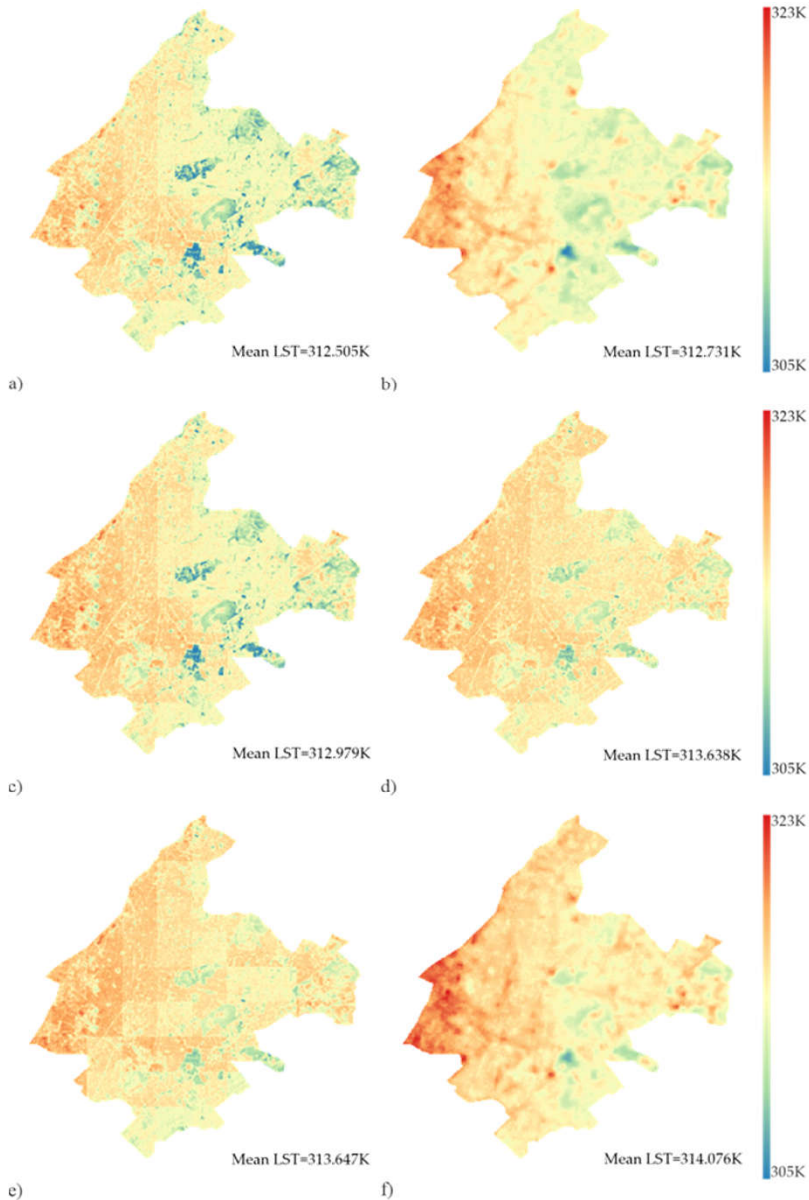 323K
Mean LST=312.505K
Mean LST=312.731K
305K
a)
b)
323K
Mean LST=312.979K
Mean LST=313.638K
305K
c)
d)
323K
Mean LST=313.647K
Mean LST=314.076K
305K
e)
f)